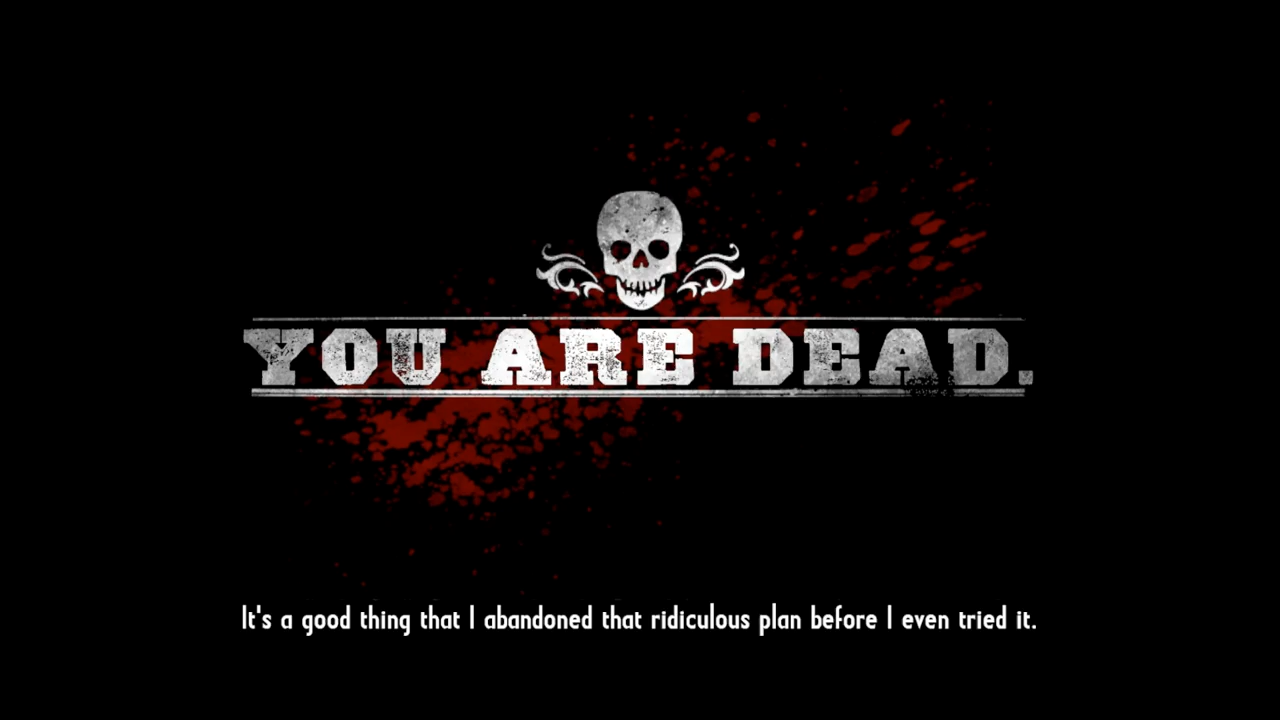 YOU ARE DEAD.
It's a good thing that I abandoned that ridiculous plan before I even tried it.